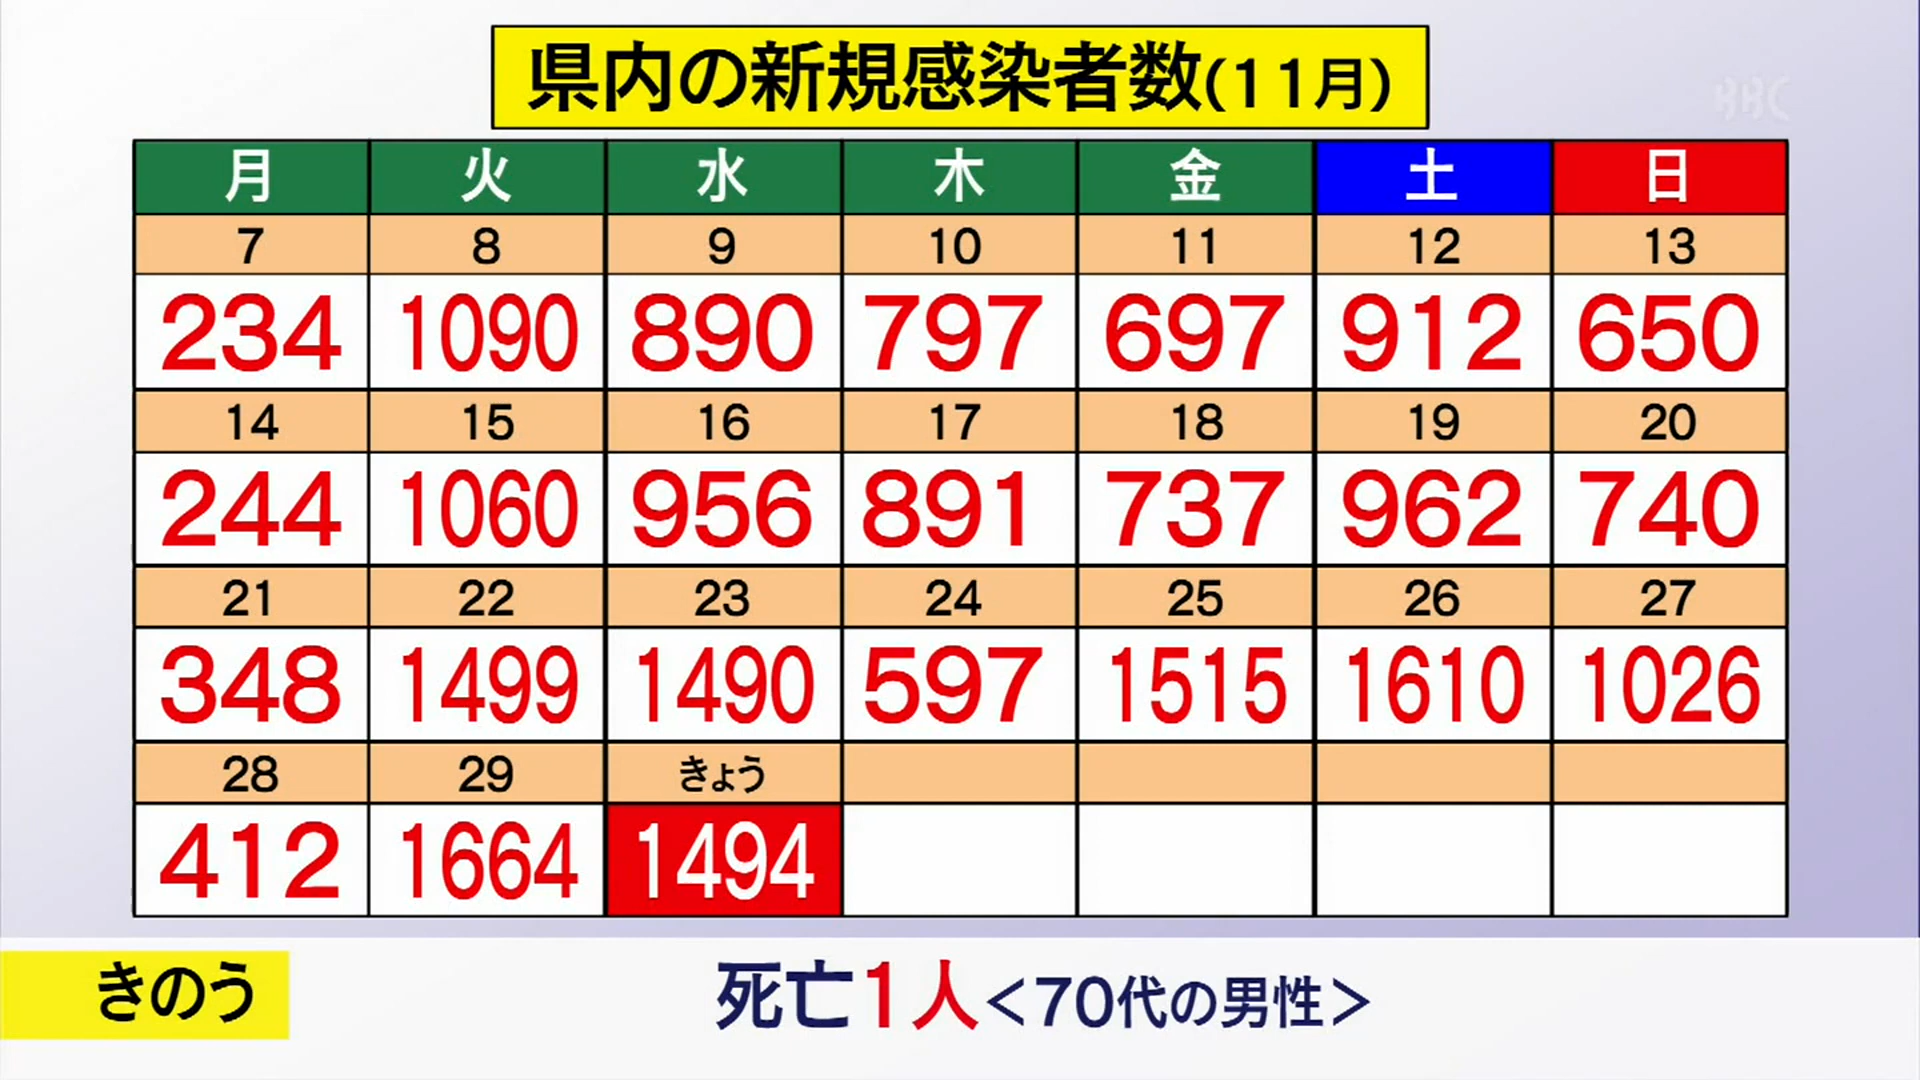 県内の新規感染者数(11月)
月 火 水 木 金 土 日
7 8 9 10 11 12 13
234 1090 890 797 697 912 650
14 15 16 17 18 19 20
244 1060 956 891 737 962 740
21 22 23 24 25 26 27
348 1499 1490 597 1515 1610 1026
28 29 きょう
412 1664 1494
きのう 死亡1人<70代の男性>